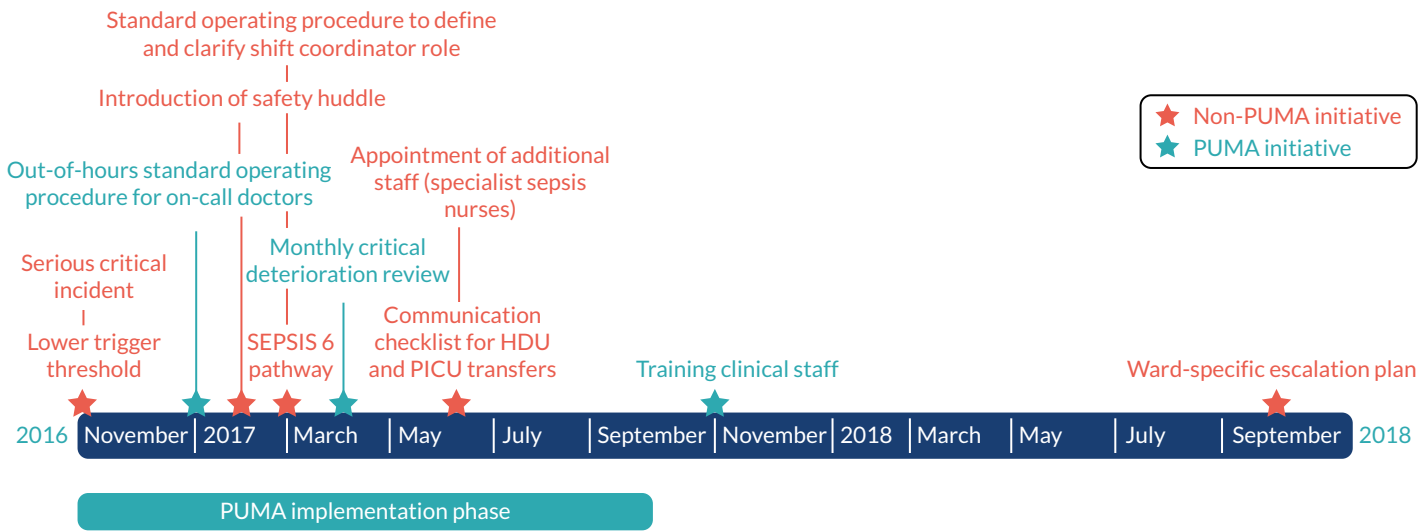 Standard operating procedure to define
and clarify shift coordinator role
Introduction of safety huddle
Out-of-hours standard operating
procedure for on-call doctors
Appointment of additional
staff (specialist sepsis
nurses)
Serious critical
incident
Monthly critical
deterioration review
Lower trigger
threshold
SEPSIS 6
pathway
Communication
checklist for HDU
and PICU transfers
Training clinical staff
Ward-specific escalation plan
Non-PUMA initiative
PUMA initiative
2016 November 2017 March May July September November 2018 March May July September 2018
PUMA implementation phase